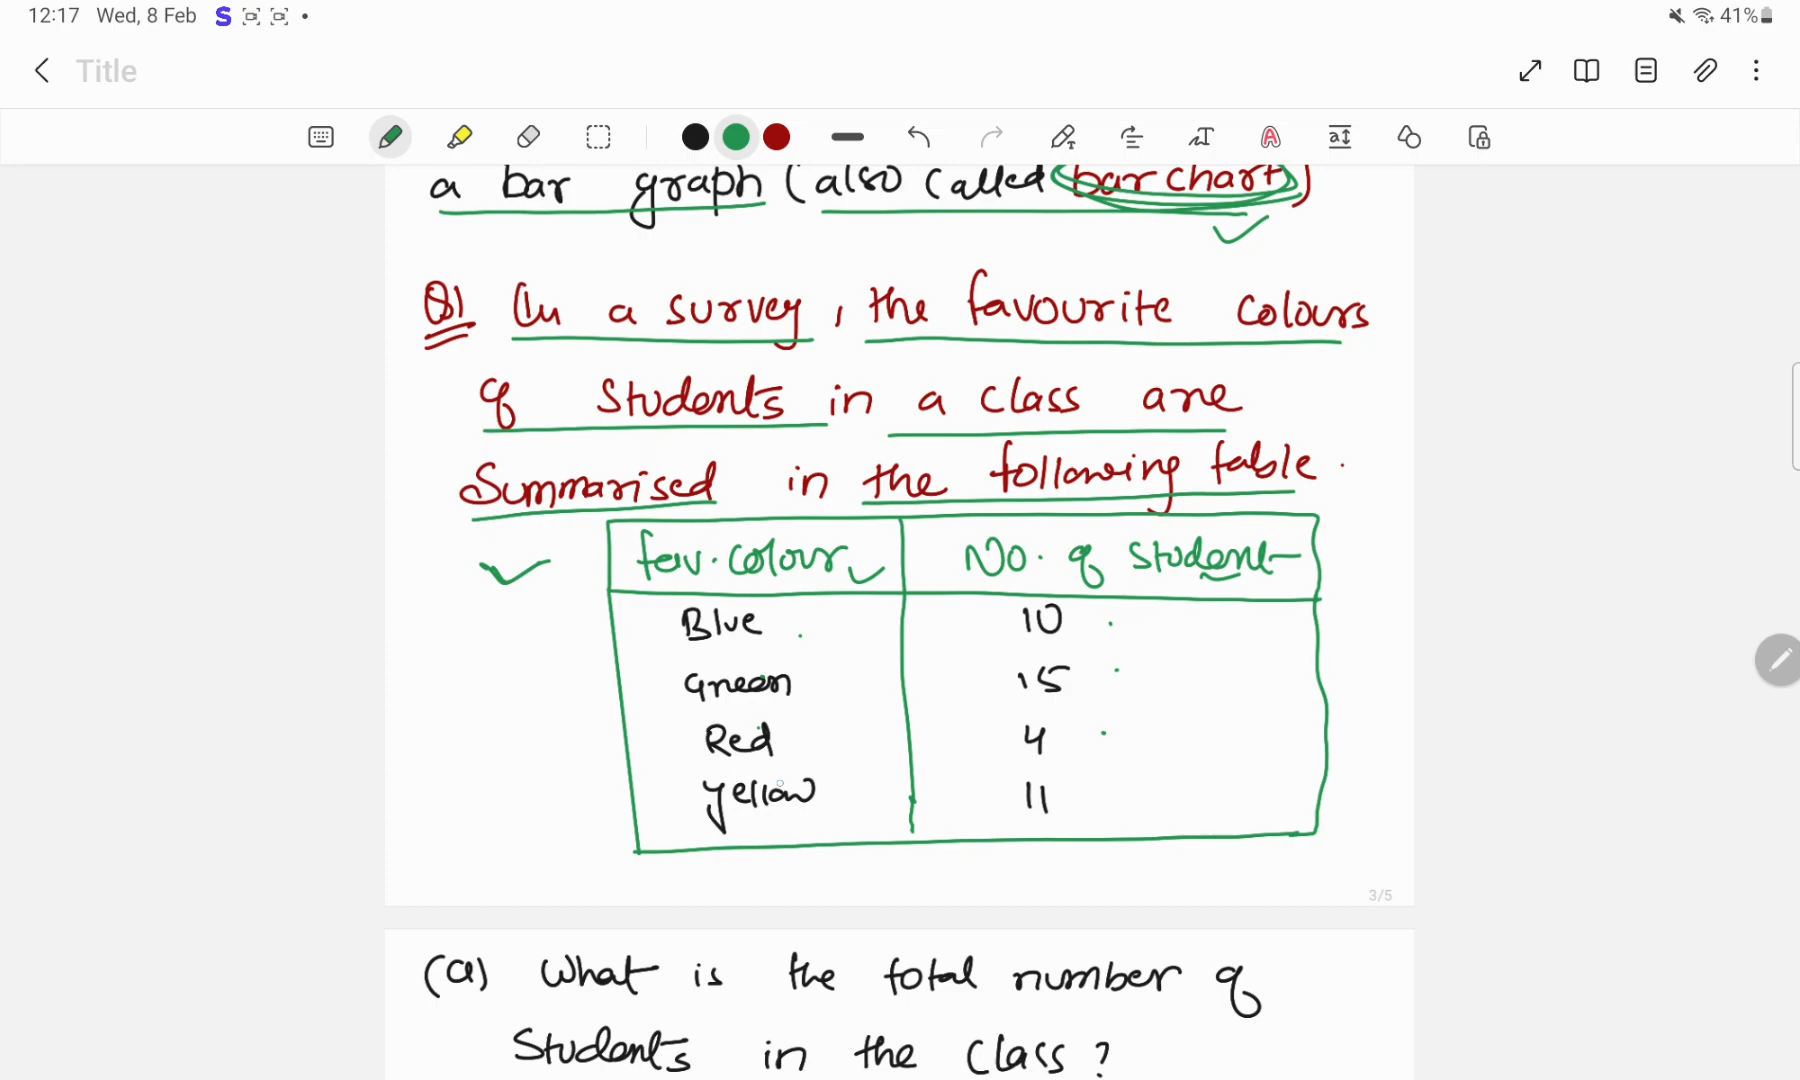 12:17 Wed, 8 Feb S 41%
Title
a bar graph (also called bar chart)
Q1 In a survey, the favourite colours
of students in a class are
Summarised in the following table.
fav. colour No. of student
Blue 10
Green 15
Red 4
yellow 11
3/5
(a) What is the total number of
Students in the class?